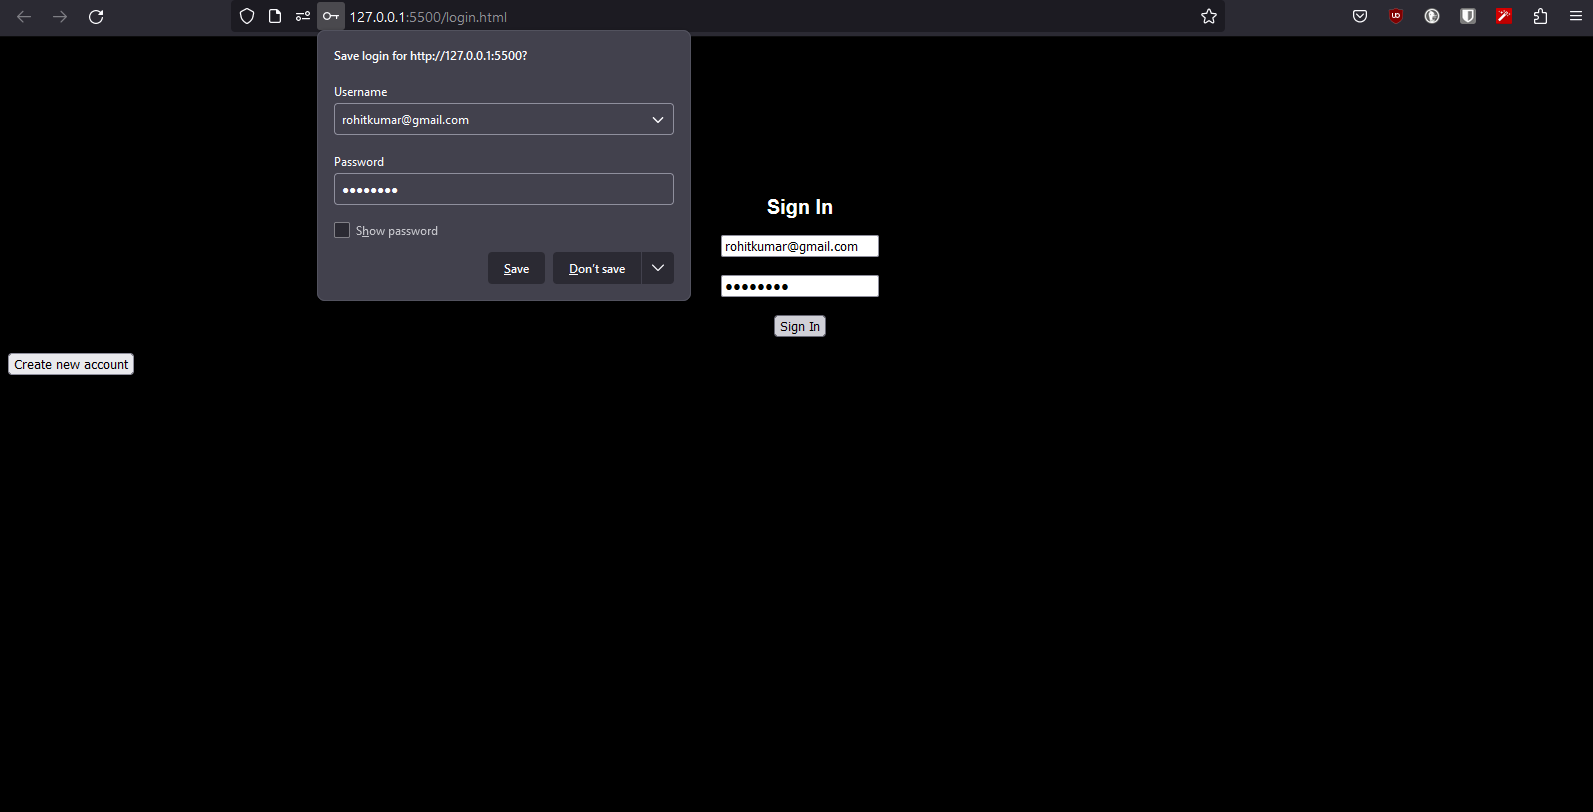 127.0.0.1:5500/login.html
Save login for http://127.0.0.1:5500?
Username
rohitkumar@gmail.com
Password
••••••••
Show password
Save Don't save
Sign In
rohitkumar@gmail.com
••••••••
Sign In
Create new account